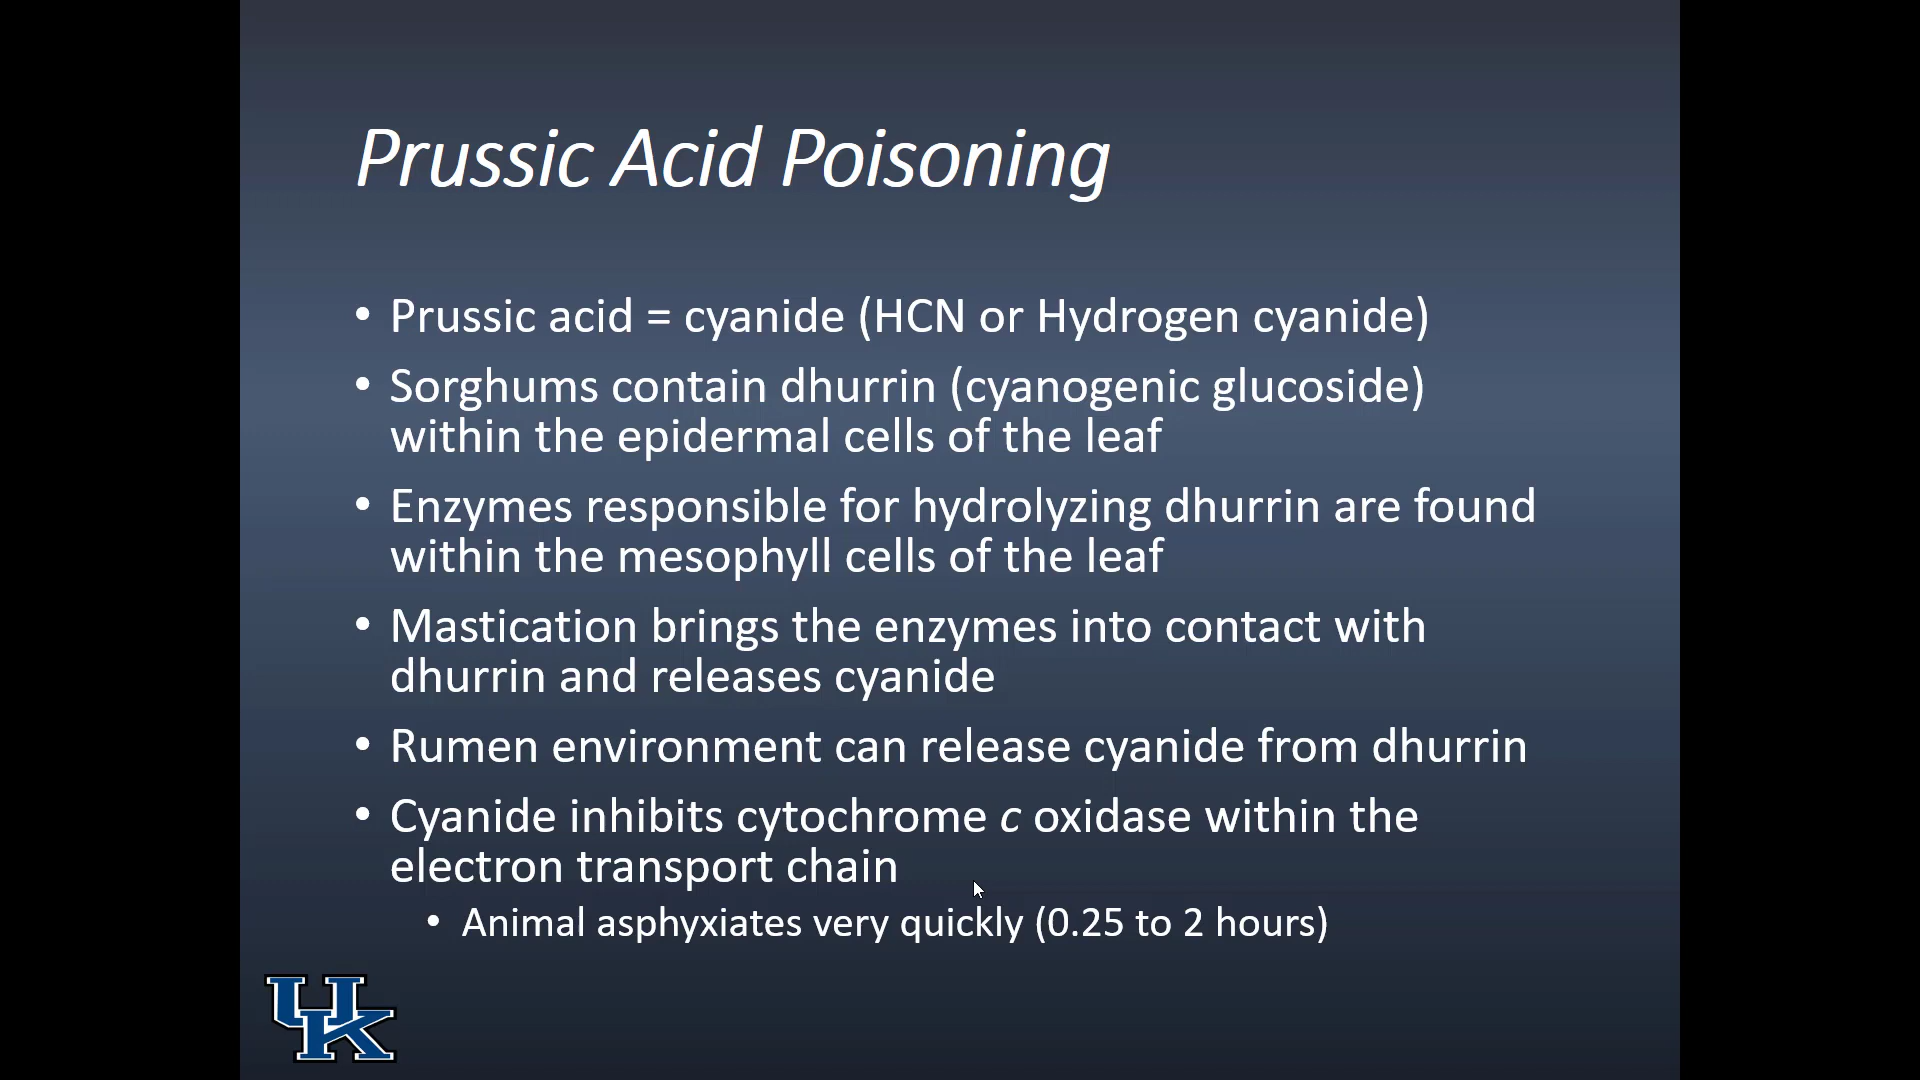 Prussic Acid Poisoning
• Prussic acid = cyanide (HCN or Hydrogen cyanide)
• Sorghums contain dhurrin (cyanogenic glucoside)
within the epidermal cells of the leaf
• Enzymes responsible for hydrolyzing dhurrin are found
within the mesophyll cells of the leaf
• Mastication brings the enzymes into contact with
dhurrin and releases cyanide
• Rumen environment can release cyanide from dhurrin
• Cyanide inhibits cytochrome c oxidase within the
electron transport chain
• Animal asphyxiates very quickly (0.25 to 2 hours)
UK